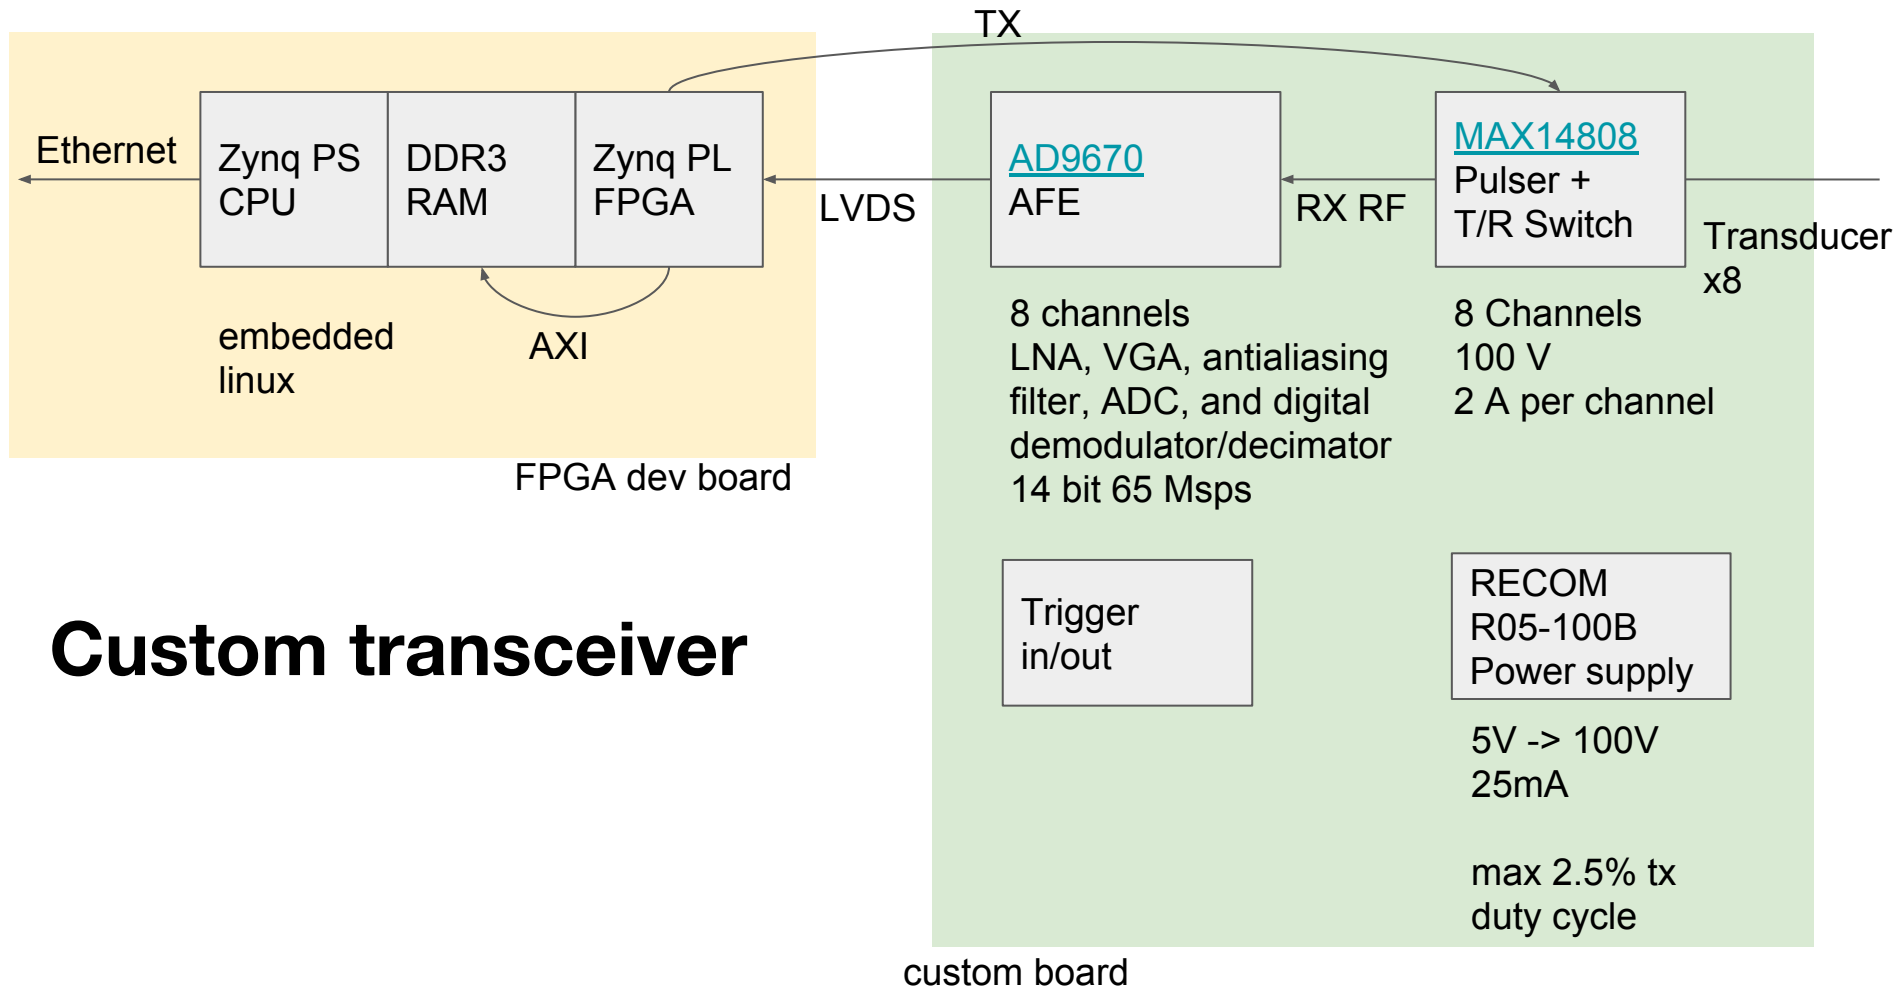 TX
Ethernet
Zynq PS
CPU
DDR3
RAM
Zynq PL
FPGA
LVDS
AD9670
AFE
RX RF
MAX14808
Pulser +
T/R Switch
Transducer
x8
embedded
linux
AXI
FPGA dev board
8 channels
LNA, VGA, antialiasing
filter, ADC, and digital
demodulator/decimator
14 bit 65 Msps
8 Channels
100 V
2 A per channel
Trigger
in/out
RECOM
R05-100B
Power supply
5V -> 100V
25mA
max 2.5% tx
duty cycle
Custom transceiver
custom board